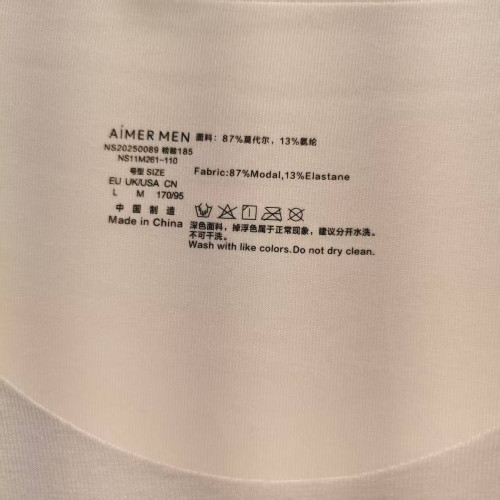 AiMER MEN 面料:87%莫代尔,13%氨纶
NS20250089 检验185
NS11M261-110
号型 SIZE
Fabric:87%Modal,13%Elastane
EU UK/USA CN
L M 170/95
中国制造
Made in China
深色面料,掉浮色属于正常现象,建议分开水洗。
不可干洗。
Wash with like colors.Do not dry clean.